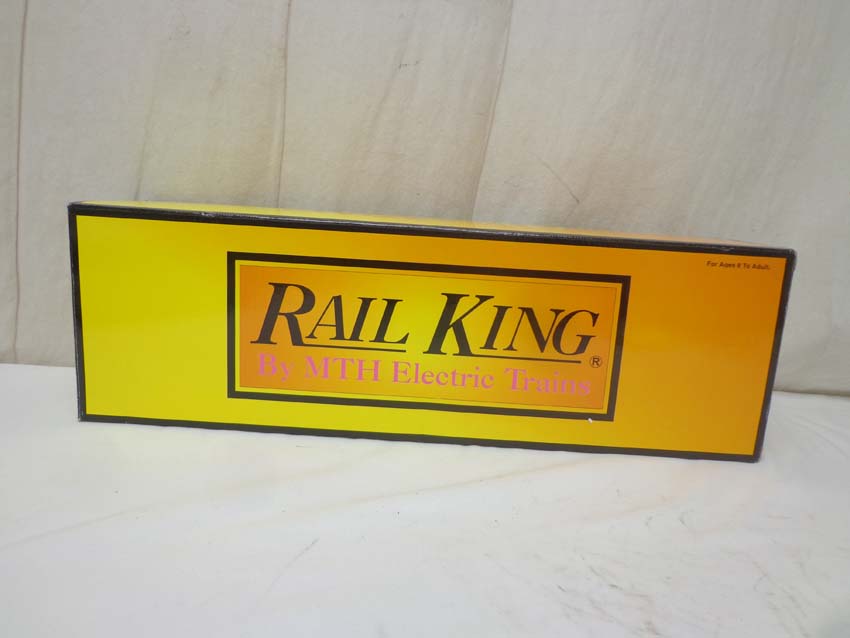 For Ages 8 To Adult.
RAIL KING®
By MTH Electric Trains